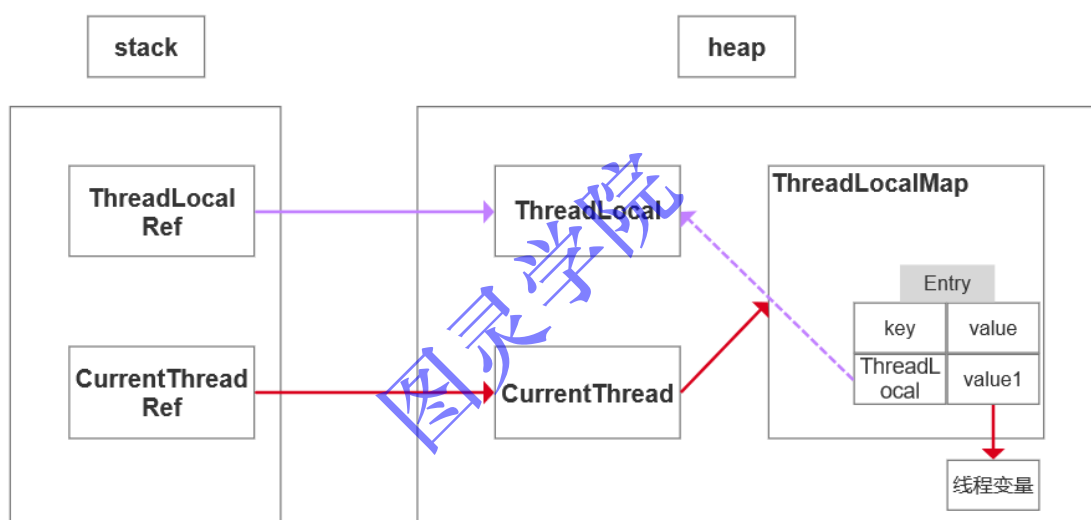 stack
heap
ThreadLocal
Ref
ThreadLocal
ThreadLocalMap
Entry
key
value
ThreadL
ocal
value1
CurrentThread
Ref
CurrentThread
线程变量
图灵学院